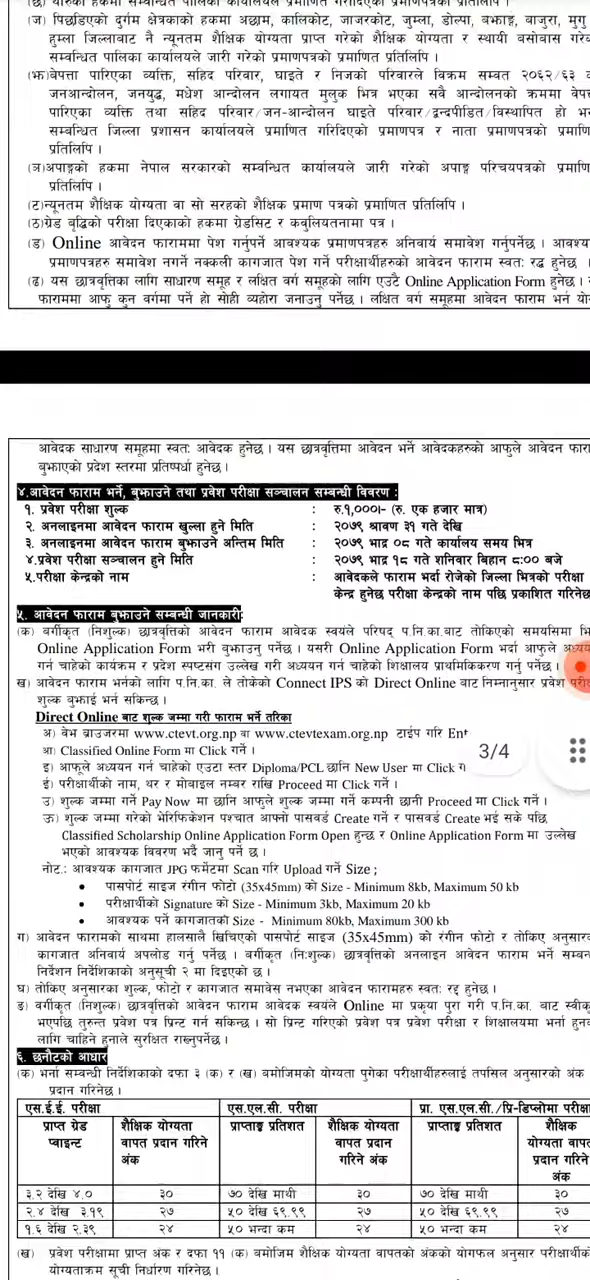 (ज) पिछडिएको दुर्गम क्षेत्रकाको हकमा अछाम, कालिकोट, जाजरकोट, जुम्ला, डोल्पा, बझाङ्ग, बाजुरा, मुगु
हुम्ला जिल्लाबाट नै न्यूनतम शैक्षिक योग्यता प्राप्त गरेको शैक्षिक योग्यता र स्थायी बसोबास
सम्वन्धित पालिका कार्यालयले जारी गरेको प्रमाणपत्रको प्रमाणित प्रतिलिपि ।
(झ)बेपत्ता पारिएका व्यक्ति, सहिद परिवार, घाइते र निजको परिवारले विक्रम सम्वत २०६२/६३
जनआन्दोलन, जनयुद्ध, मधेश आन्दोलन लगायत मुलुक भित्र भएका सबै आन्दोलनको क्रममा
पारिएका व्यक्ति तथा सहिद परिवार/जन-आन्दोलन घाइते परिवार/द्वन्दपीडित/विस्थापित हो
सम्वन्धित जिल्ला प्रशासन कार्यालयले प्रमाणित गरिदिएको प्रमाणपत्र र नाता प्रमाणपत्रको
प्रतिलिपि ।
(ञ)अपाङ्गको हकमा नेपाल सरकारको सम्वन्धित कार्यालयले जारी गरेको अपाङ्ग परिचयपत्रको
प्रतिलिपि ।
(ट)न्यूनतम शैक्षिक योग्यता वा सो सरहको शैक्षिक प्रमाण पत्रको प्रमाणित प्रतिलिपि ।
(ठ)ग्रेड बृद्धिको परीक्षा दिएकाको हकमा ग्रेडसिट र कबुलियतनामा पत्र ।
(ड) Online आवेदन फाराममा पेश गर्नुपर्ने आवश्यक प्रमाणपत्रहरु अनिवार्य समावेश गर्नुपर्नेछ ।
प्रमाणपत्रहरु समावेश नगर्ने नक्कली कागजात पेश गर्ने परीक्षार्थीहरुको आवेदन फाराम स्वत: रद्ध हुनेछ
(ढ) यस छात्रवृत्तिका लागि साधारण समूह र लक्षित वर्ग समूहको लागि एउटै Online Application Form हुनेछ ।
फाराममा आफु कुन वर्गमा पर्ने हो सोही व्यहोरा जनाउनु पर्नेछ । लक्षित वर्ग समूहमा आवेदन फाराम भर्न
आवेदक साधारण समूहमा स्वत: आवेदक हुनेछ । यस छात्रवृत्तिमा आवेदन भर्ने आवेदकहरुको आफुले आवेदन
बुझाएको प्रदेश स्तरमा प्रतिष्पर्धा हुनेछ ।
४.आवेदन फाराम भर्ने, बुझाउने तथा प्रवेश परीक्षा सञ्चालन सम्बन्धी विवरण :
१. प्रवेश परीक्षा शुल्क : रु.१,०००।- (रु. एक हजार मात्र)
२. अनलाइनमा आवेदन फाराम खुल्ला हुने मिति : २०७९ श्रावण ३१ गते देखि
३. अनलाइनमा आवेदन फाराम बुझाउने अन्तिम मिति : २०७९ भाद्र ०८ गते कार्यालय समय भित्र
४.प्रवेश परीक्षा सञ्चालन हुने मिति : २०७९ भाद्र १८ गते शनिवार बिहान ८:०० बजे
५.परीक्षा केन्द्रको नाम : आवेदकले फाराम भर्दा रोजेको जिल्ला भित्रको परीक्षा
केन्द्र हुनेछ परीक्षा केन्द्रको नाम पछि प्रकाशित गरिनेछ
५. आवेदन फाराम बुझाउने सम्बन्धी जानकारी:
(क) वर्गीकृत (निशुल्क) छात्रवृत्तिको आवेदन फाराम आवेदक स्वयंले परिषद् प.नि.का.बाट तोकिएको समयसिमा
Online Application Form भरी बुझाउनु पर्नेछ । यसरी Online Application Form भर्दा आफुले
गर्न चाहेको कार्यक्रम र प्रदेश स्पष्टसंग उल्लेख गरी अध्ययन गर्न चाहेको शिक्षालय प्राथमिकिकरण गर्नु पर्नेछ ।
ख) आवेदन फाराम भर्नको लागि प.नि.का. ले तोकेको Connect IPS को Direct Online बाट निम्नानुसार प्रवेश
शुल्क बुझाई भर्न सकिन्छ ।
Direct Online बाट शुल्क जम्मा गरी फाराम भर्ने तरिका
अ) वेभ ब्राउजरमा www.ctevt.org.np वा www.ctevtexam.org.np टाईप गरि
आ) Classified Online Form मा Click गर्ने ।
इ) आफूले अध्ययन गर्न चाहेको एउटा स्तर Diploma/PCL छानि New User मा Click
3/4
ई) परीक्षार्थीको नाम, थर र मोबाइल नम्बर राखि Proceed मा Click गर्ने ।
उ) शुल्क जम्मा गर्ने Pay Now मा छानि आफुले शुल्क जम्मा गर्ने कम्पनी छानी Proceed मा Click गर्ने ।
ऊ) शुल्क जम्मा गरेको भेरिफिकेशन पश्चात आफ्नो पासवर्ड Create गर्ने र पासवर्ड Create भई सके पछि
Classified Scholarship Online Application Form Open हुन्छ र Online Application Form मा उल्लेख
भएको आवश्यक विवरण भर्दै जानु पर्ने छ ।
नोट.: आवश्यक कागजात JPG फर्मेटमा Scan गरि Upload गर्ने Size ;
• पासपोर्ट साइज रंगीन फोटो (35x45mm) को Size - Minimum 8kb, Maximum 50 kb
• परीक्षार्थीको Signature को Size - Minimum 3kb, Maximum 20 kb
• आवश्यक पर्ने कागजातको Size - Minimum 80kb, Maximum 300 kb
ग) आवेदन फारामको साथमा हालसालै खिचिएको पासपोर्ट साइज (35x45mm) को रंगीन फोटो र तोकिए
कागजात अनिवार्य अपलोड गर्नु पर्नेछ । वर्गीकृत (नि:शुल्क) छात्रवृत्तिको अनलाइन आवेदन फाराम भर्ने
निर्देशन निर्देशिकाको अनुसूची २ मा दिइएको छ ।
घ) तोकिए अनुसारका शुल्क, फोटो र कागजात समावेस नभएका आवेदन फारामहरु स्वत: रद्द हुनेछ ।
ङ) वर्गीकृत (निशुल्क) छात्रवृत्तिको आवेदन फाराम आवेदक स्वयंले Online मा प्रकृया पुरा गरी प.नि.का. बाट
भएपछि तुरुन्त प्रवेश पत्र प्रिन्ट गर्न सकिन्छ । सो प्रिन्ट गरिएको प्रवेश पत्र प्रवेश परीक्षा र शिक्षालयमा भर्ना
लागि चाहिने हुनाले सुरक्षित राख्नुपर्नेछ ।
६. छनौटको आधार
(क) भर्ना सम्वन्धी निर्देशिकाको दफा ३ (क) र (ख) बमोजिमको योग्यता पुगेका परीक्षार्थीहरुलाई तपसिल अनुसारको अंक
प्रदान गरिनेछ ।
एस.ई.ई. परीक्षा एस.एल.सी. परीक्षा प्रा. एस.एल.सी./प्रि-डिप्लोमा परीक्षा
प्राप्त ग्रेड शैक्षिक योग्यता प्राप्ताङ्क प्रतिशत शैक्षिक योग्यता प्राप्ताङ्क प्रतिशत शैक्षिक
प्वाइन्ट वापत प्रदान गरिने वापत प्रदान योग्यता वापत
अंक गरिने अंक प्रदान गरिने
अंक
३.२ देखि ४.० ३० ७० देखि माथी ३० ७० देखि माथी ३०
२.४ देखि ३.१९ २७ ५० देखि ६९.९९ २७ ५० देखि ६९.९९ २७
१.६ देखि २.३९ २४ ५० भन्दा कम २४ ५० भन्दा कम २४
(ख) प्रवेश परीक्षामा प्राप्त अंक र दफा ११ (क) बमोजिम शैक्षिक योग्यता वापतको अंकको योगफल अनुसार
योग्यताक्रम सूची निर्धारण गरिनेछ ।